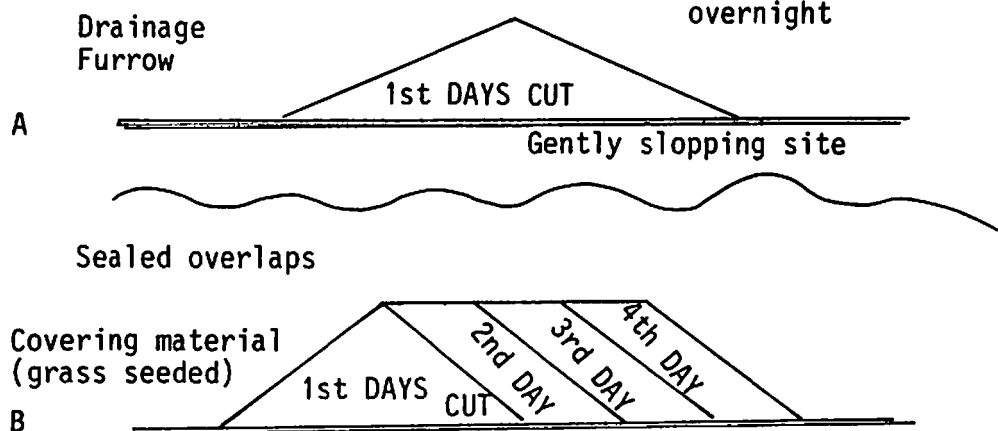 overnight
Drainage
Furrow
1st DAYS CUT
A
Gently slopping site
Sealed overlaps
Covering material
(grass seeded)
1st DAYS
CUT
2nd DAY
3rd DAY
4th DAY
B